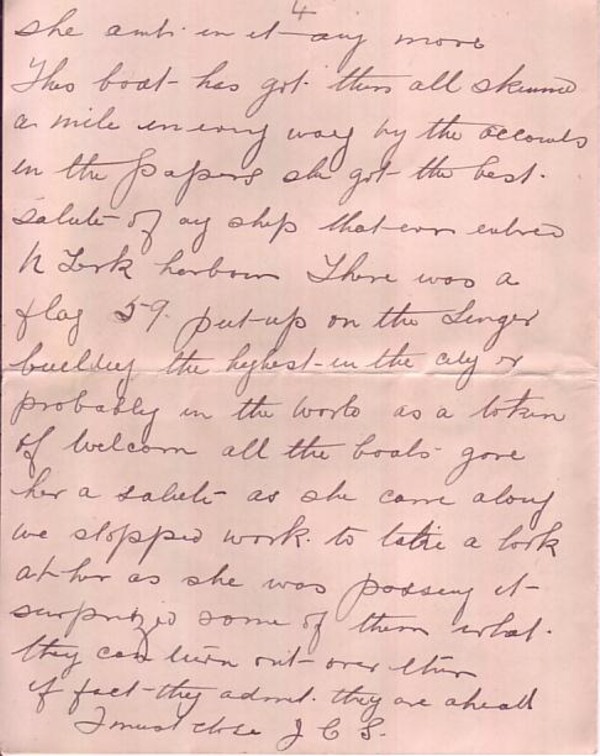 4
she aint in it any more
This boat has got them all skinned
a mile in every way by the accounts
in the papers she got the best
salute of any ship that ever entred
N York harbour There was a
flag 59 put up on the Singer
building the highest in the city or
probably in the world as a token
of welcom all the boats gave
her a salute as she came along
we stopped work to take a look
at her as she was passing it
surprized some of them what
they can turn out over thir
if fact they admit they are ahead
I must close J C S.